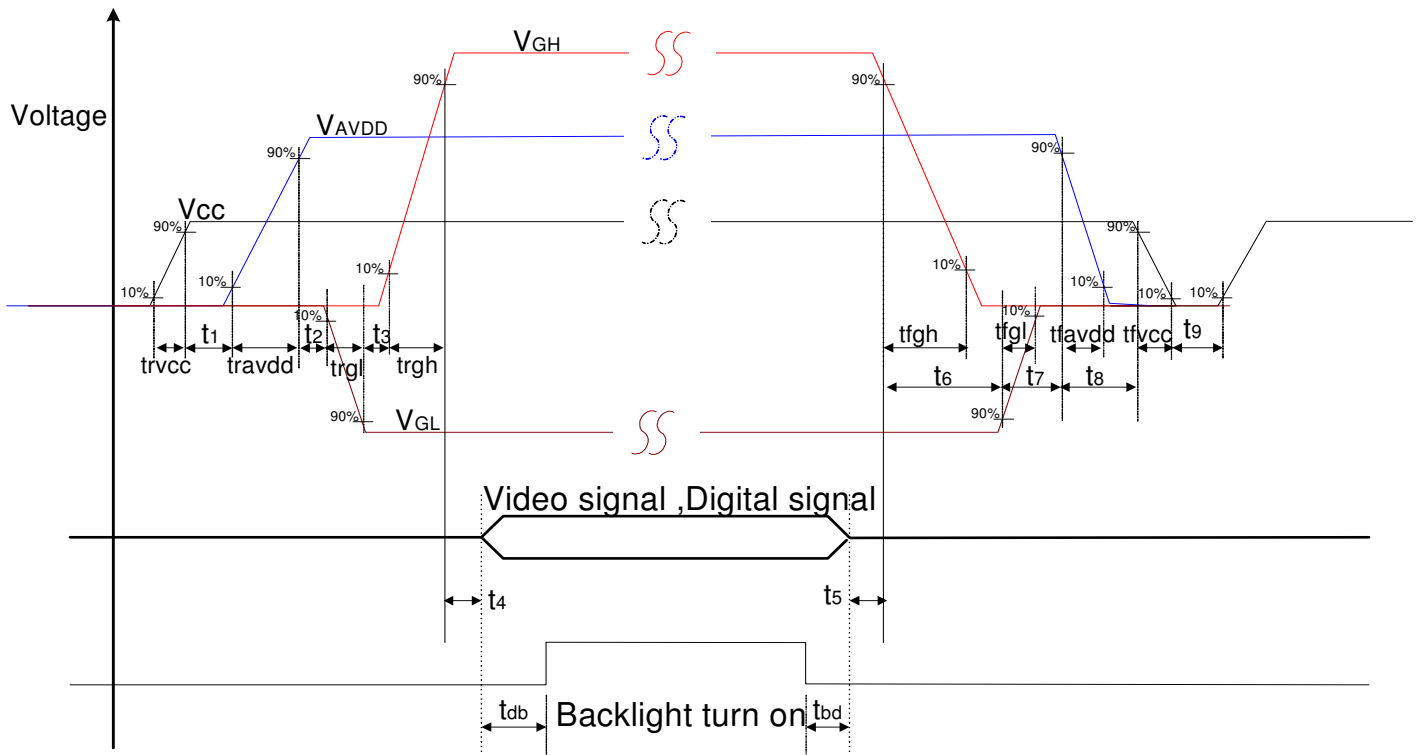 VGH
90%
90%
Voltage
VAVDD
90%
90%
VCC
90%
90%
10%
10%
10%
10%
10%
10%
10%
10%
10%
10%
t1
t2
t3
tfgh
tfgl
tfavdd
tfvcc
t9
trvcc
travdd
trgl
trgh
t6
t7
t8
90%
VGL
90%
Video signal ,Digital signal
t4
t5
tdb
Backlight turn on
tbd